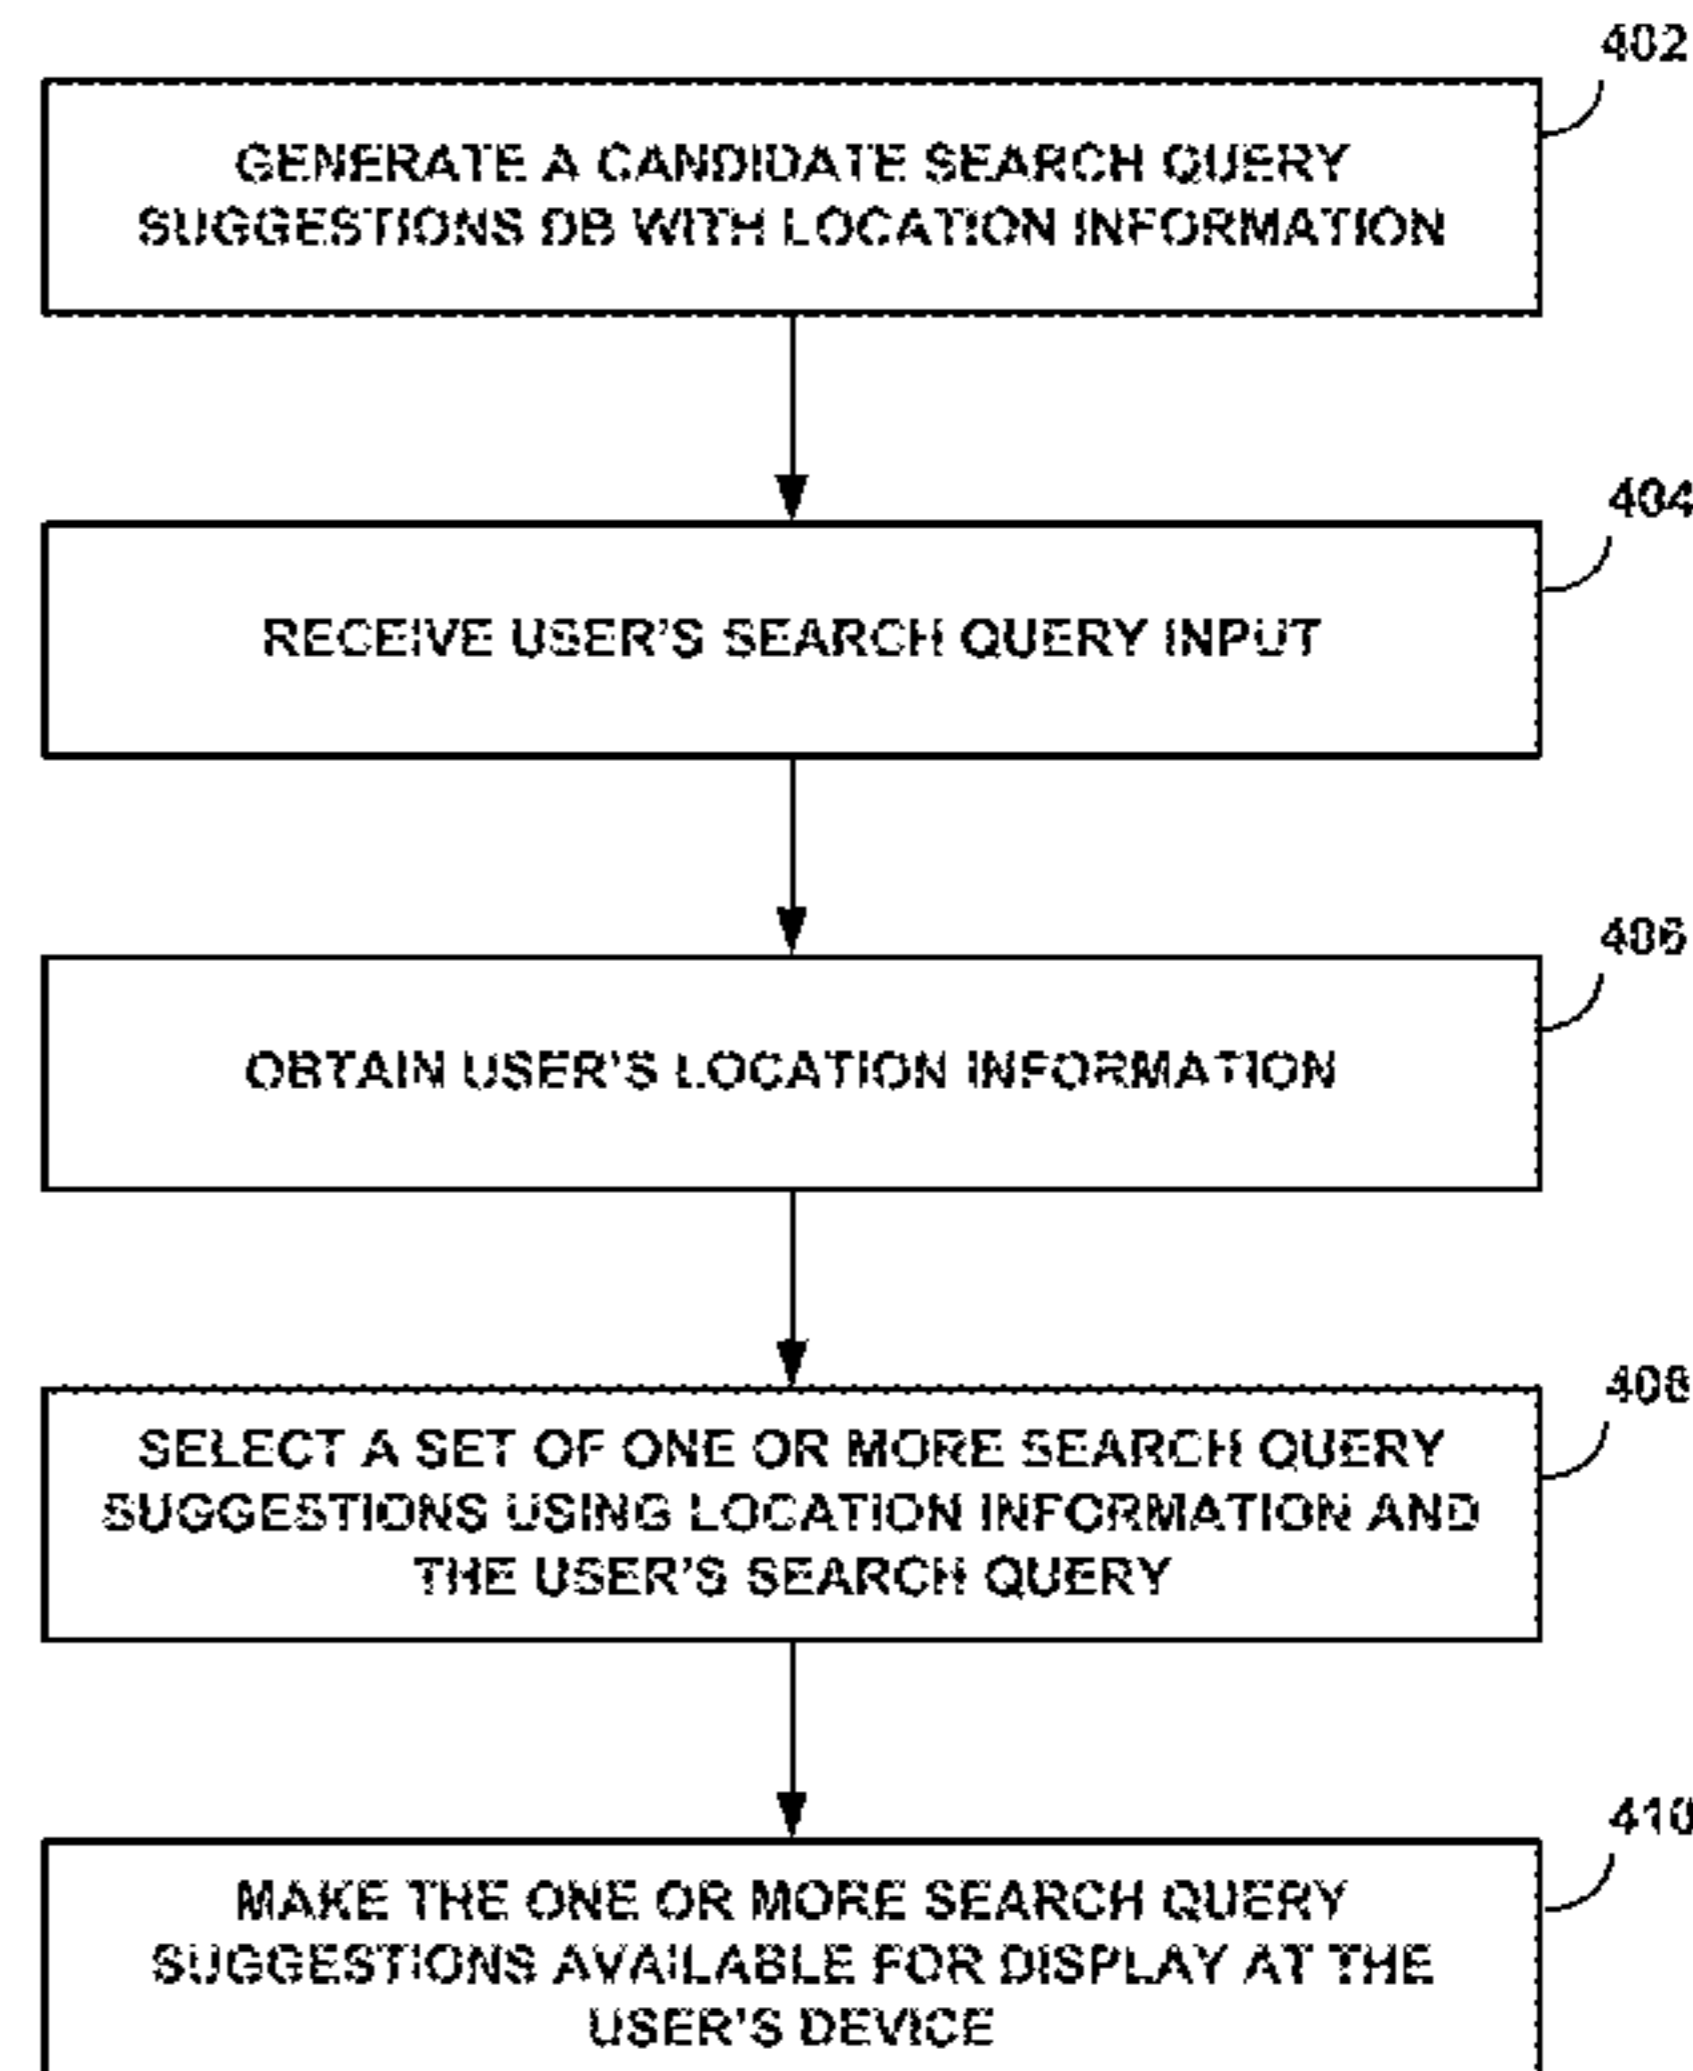 402
GENERATE A CANDIDATE SEARCH QUERY
SUGGESTIONS DB WITH LOCATION INFORMATION
404
RECEIVE USER'S SEARCH QUERY INPUT
406
OBTAIN USER'S LOCATION INFORMATION
408
SELECT A SET OF ONE OR MORE SEARCH QUERY
SUGGESTIONS USING LOCATION INFORMATION AND
THE USER'S SEARCH QUERY
410
MAKE THE ONE OR MORE SEARCH QUERY
SUGGESTIONS AVAILABLE FOR DISPLAY AT THE
USER'S DEVICE